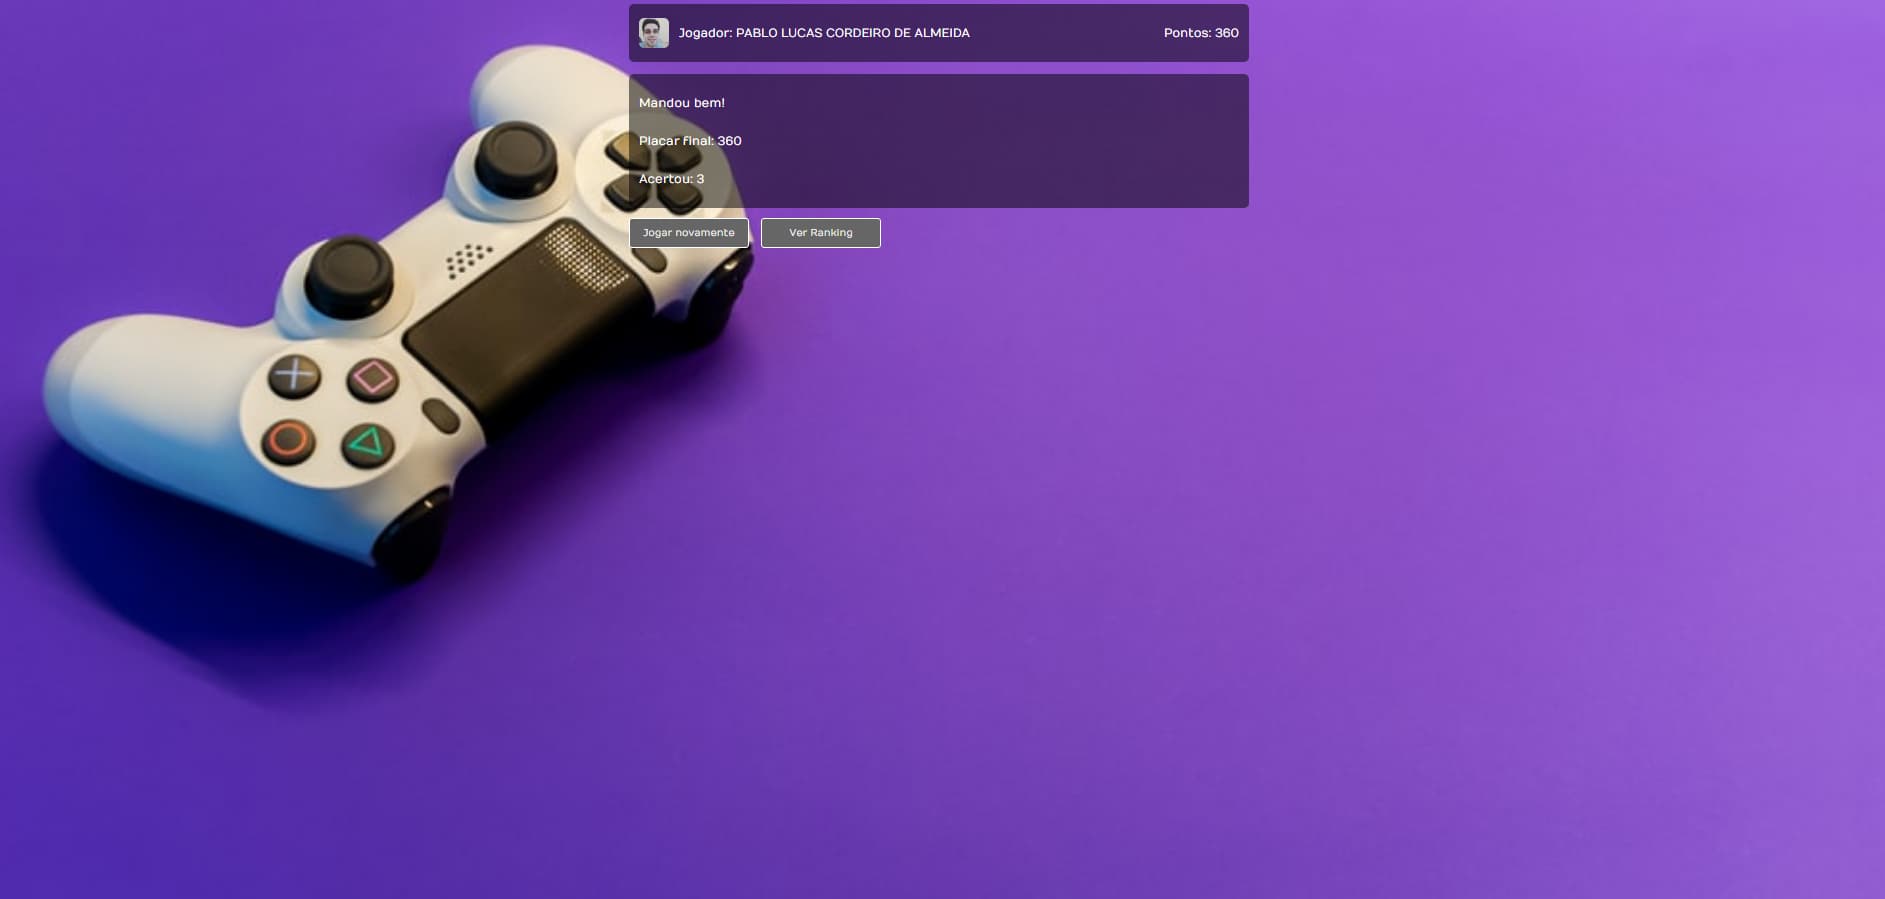 Jogador: PABLO LUCAS CORDEIRO DE ALMEIDA
Pontos: 360
Mandou bem!
Placar final: 360
Acertou: 3
Jogar novamente
Ver Ranking